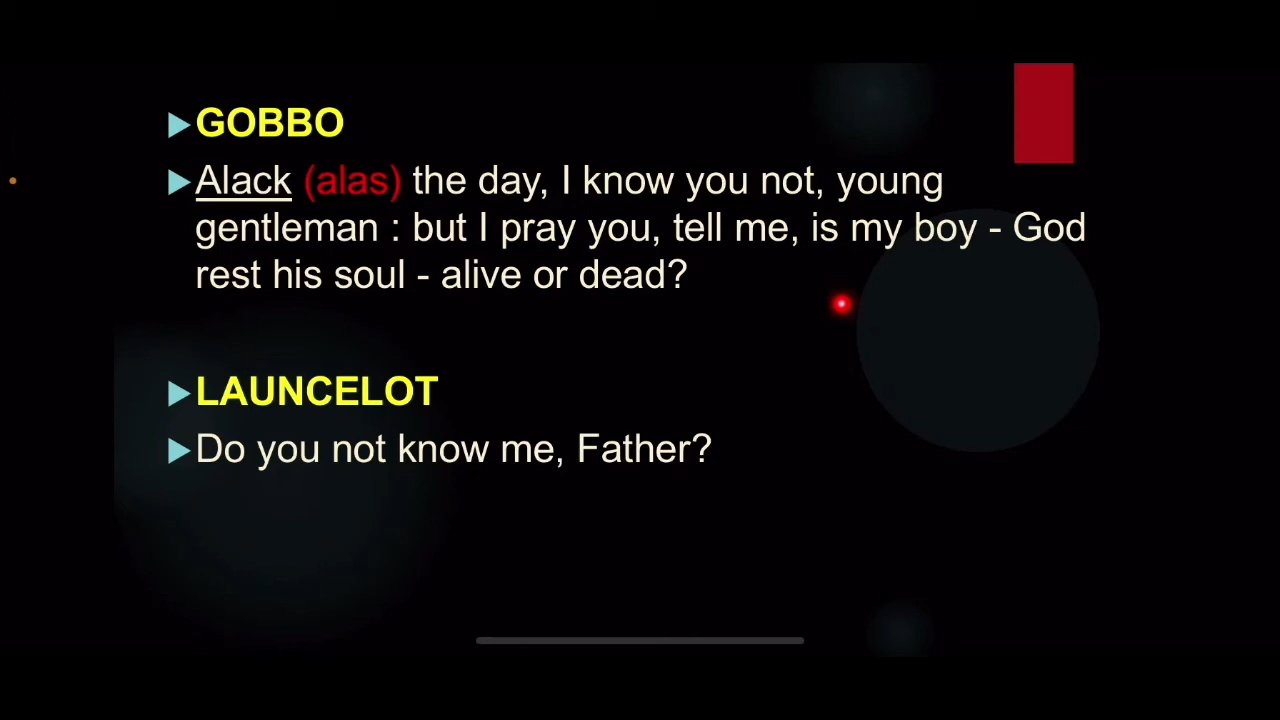 GOBBO
Alack (alas) the day, I know you not, young
gentleman : but I pray you, tell me, is my boy - God
rest his soul - alive or dead?
LAUNCELOT
Do you not know me, Father?